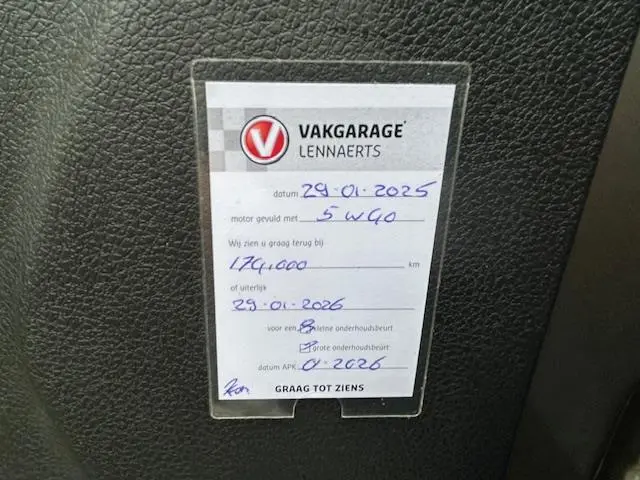 V VAKGARAGE
LENNAERTS
datum 29-01-2025
motor gevuld met 5w40
Wij zien u graag terug bij
174.000 km
of uiterlijk
29-01-2026
voor een kleine onderhoudsbeurt
grote onderhoudsbeurt
datum APK 01-2026
GRAAG TOT ZIENS